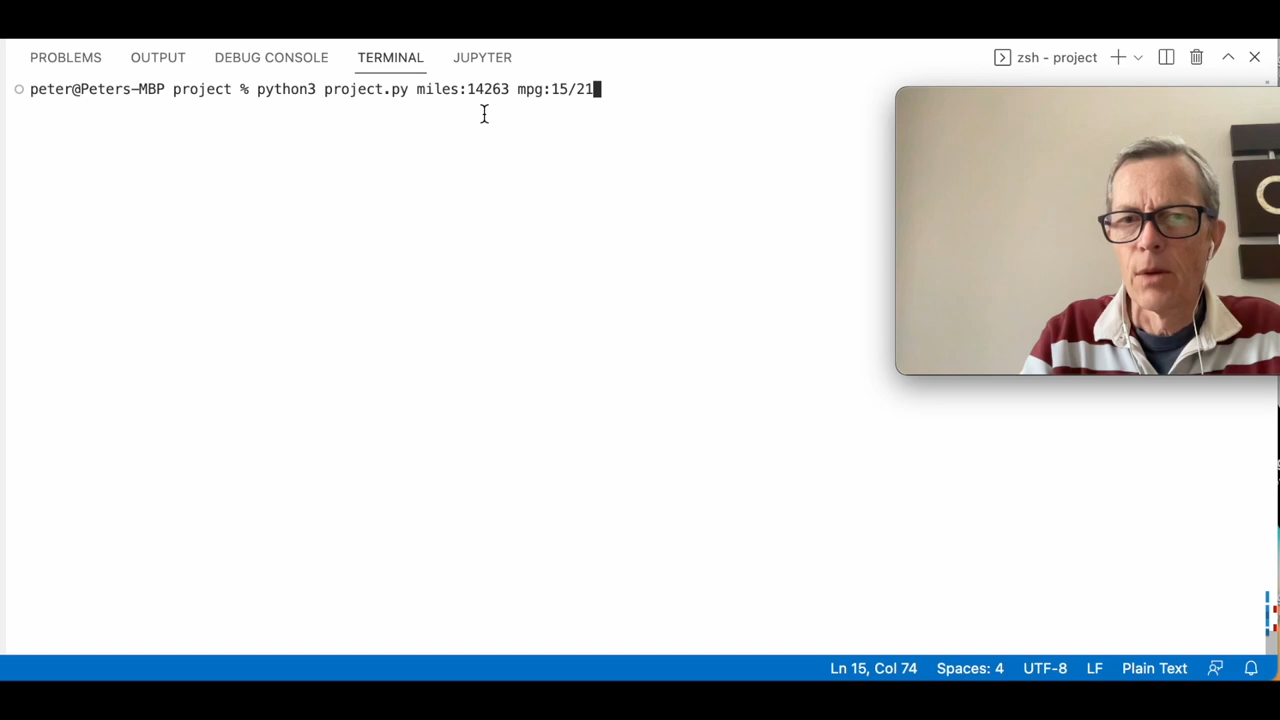 PROBLEMS OUTPUT DEBUG CONSOLE TERMINAL JUPYTER zsh - project
peter@Peters-MBP project % python3 project.py miles:14263 mpg:15/21
Ln 15, Col 74 Spaces: 4 UTF-8 LF Plain Text